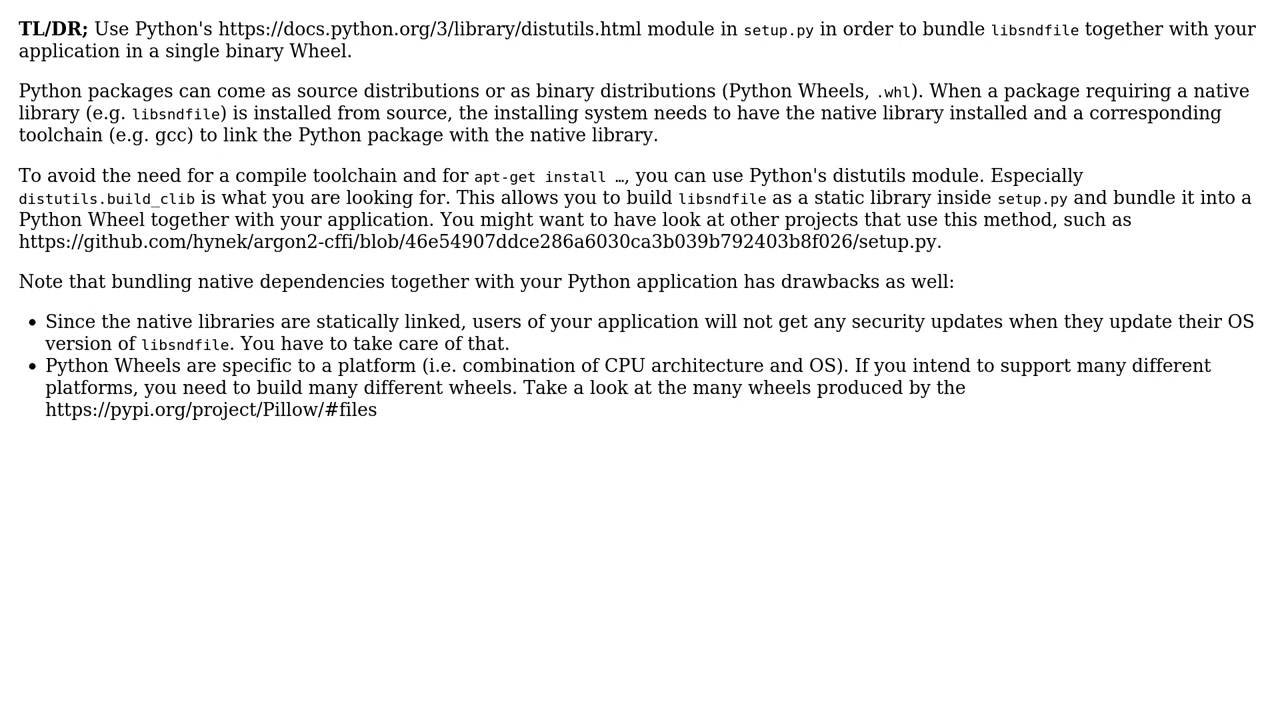 TL/DR; Use Python's https://docs.python.org/3/library/distutils.html module in setup.py in order to bundle libsndfile together with your
application in a single binary Wheel.
Python packages can come as source distributions or as binary distributions (Python Wheels, .whl). When a package requiring a native
library (e.g. libsndfile) is installed from source, the installing system needs to have the native library installed and a corresponding
toolchain (e.g. gcc) to link the Python package with the native library.
To avoid the need for a compile toolchain and for apt-get install …, you can use Python's distutils module. Especially
distutils.build_clib is what you are looking for. This allows you to build libsndfile as a static library inside setup.py and bundle it into a
Python Wheel together with your application. You might want to have look at other projects that use this method, such as
https://github.com/hynek/argon2-cffi/blob/46e54907ddce286a6030ca3b039b792403b8f026/setup.py.
Note that bundling native dependencies together with your Python application has drawbacks as well:
• Since the native libraries are statically linked, users of your application will not get any security updates when they update their OS
version of libsndfile. You have to take care of that.
• Python Wheels are specific to a platform (i.e. combination of CPU architecture and OS). If you intend to support many different
platforms, you need to build many different wheels. Take a look at the many wheels produced by the
https://pypi.org/project/Pillow/#files